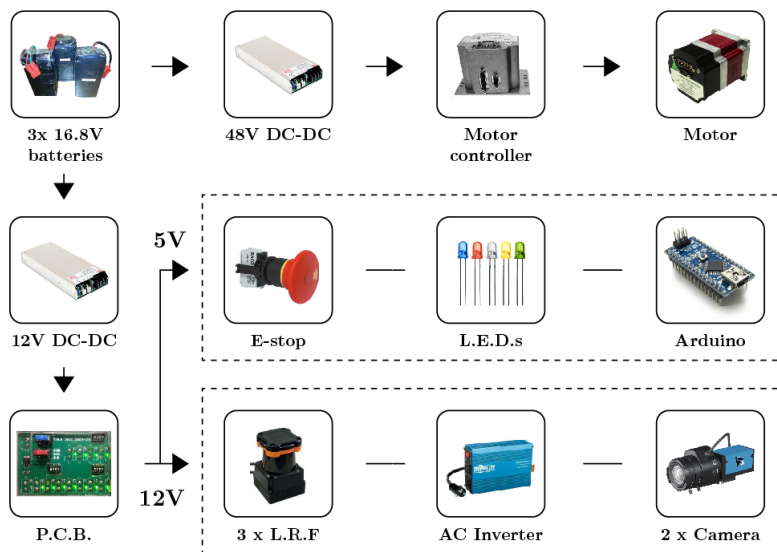 3x 16.8V
batteries
48V DC-DC
Motor
controller
Motor
12V DC-DC
5V
E-stop
L.E.D.s
Arduino
P.C.B.
12V
3 x L.R.F
AC Inverter
2 x Camera